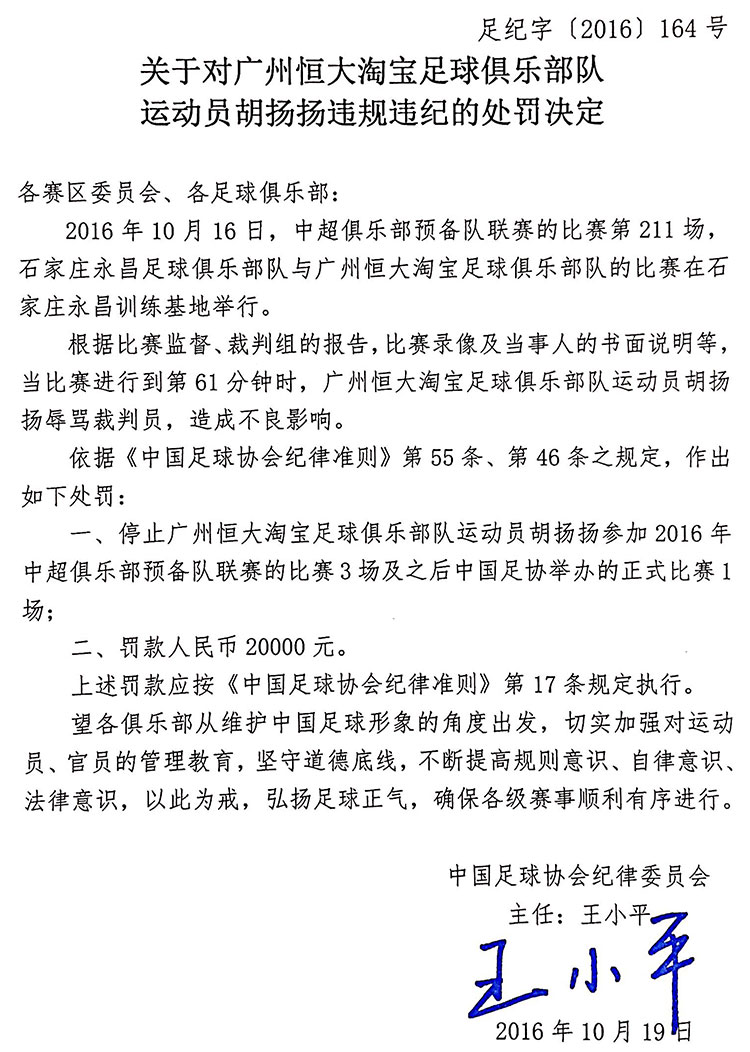 足纪字〔2016〕164 号
关于对广州恒大淘宝足球俱乐部队
运动员胡扬扬违规违纪的处罚决定
各赛区委员会、各足球俱乐部：
2016 年 10 月 16 日，中超俱乐部预备队联赛的比赛第 211 场，
石家庄永昌足球俱乐部队与广州恒大淘宝足球俱乐部队的比赛在石
家庄永昌训练基地举行。
根据比赛监督、裁判组的报告，比赛录像及当事人的书面说明等，
当比赛进行到第 61 分钟时，广州恒大淘宝足球俱乐部队运动员胡扬
扬辱骂裁判员，造成不良影响。
依据《中国足球协会纪律准则》第 55 条、第 46 条之规定，作出
如下处罚：
一、停止广州恒大淘宝足球俱乐部队运动员胡扬扬参加 2016 年
中超俱乐部预备队联赛的比赛 3 场及之后中国足协举办的正式比赛 1
场；
二、罚款人民币 20000 元。
上述罚款应按《中国足球协会纪律准则》第 17 条规定执行。
望各俱乐部从维护中国足球形象的角度出发，切实加强对运动
员、官员的管理教育，坚守道德底线，不断提高规则意识、自律意识、
法律意识，以此为戒，弘扬足球正气，确保各级赛事顺利有序进行。
中国足球协会纪律委员会
主任：王小平
王小平
2016 年 10 月 19 日